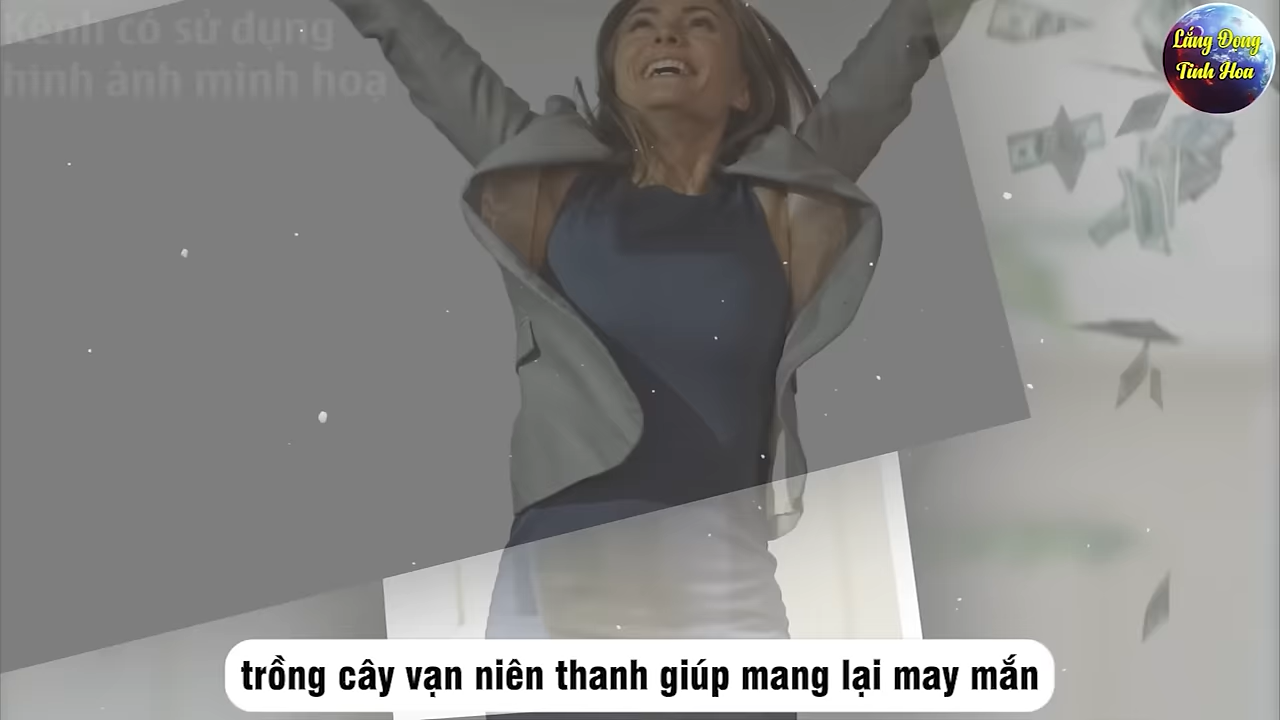 Kênh có sử dụng
hình ảnh minh hoạ
Lắng Đọng
Tinh Hoa
trồng cây vạn niên thanh giúp mang lại may mắn